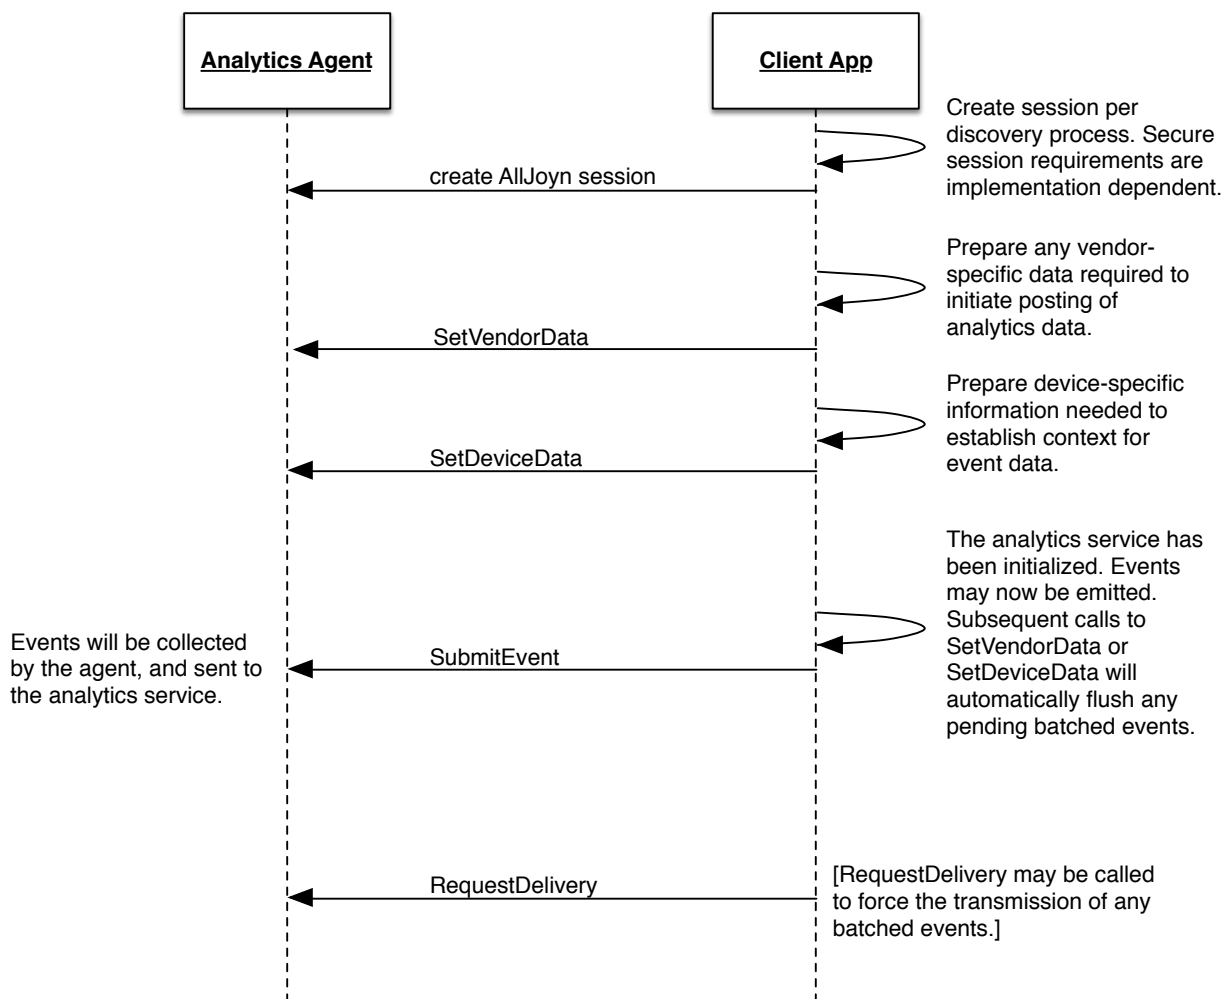 Analytics Agent
Client App
Create session per
discovery process. Secure
session requirements are
implementation dependent.
create AllJoyn session
Prepare any vendor-
specific data required to
initiate posting of
analytics data.
SetVendorData
Prepare device-specific
information needed to
establish context for
event data.
SetDeviceData
The analytics service has
been initialized. Events
may now be emitted.
Subsequent calls to
SetVendorData or
SetDeviceData will
automatically flush any
pending batched events.
Events will be collected
by the agent, and sent to
the analytics service.
SubmitEvent
RequestDelivery
[RequestDelivery may be called
to force the transmission of any
batched events.]